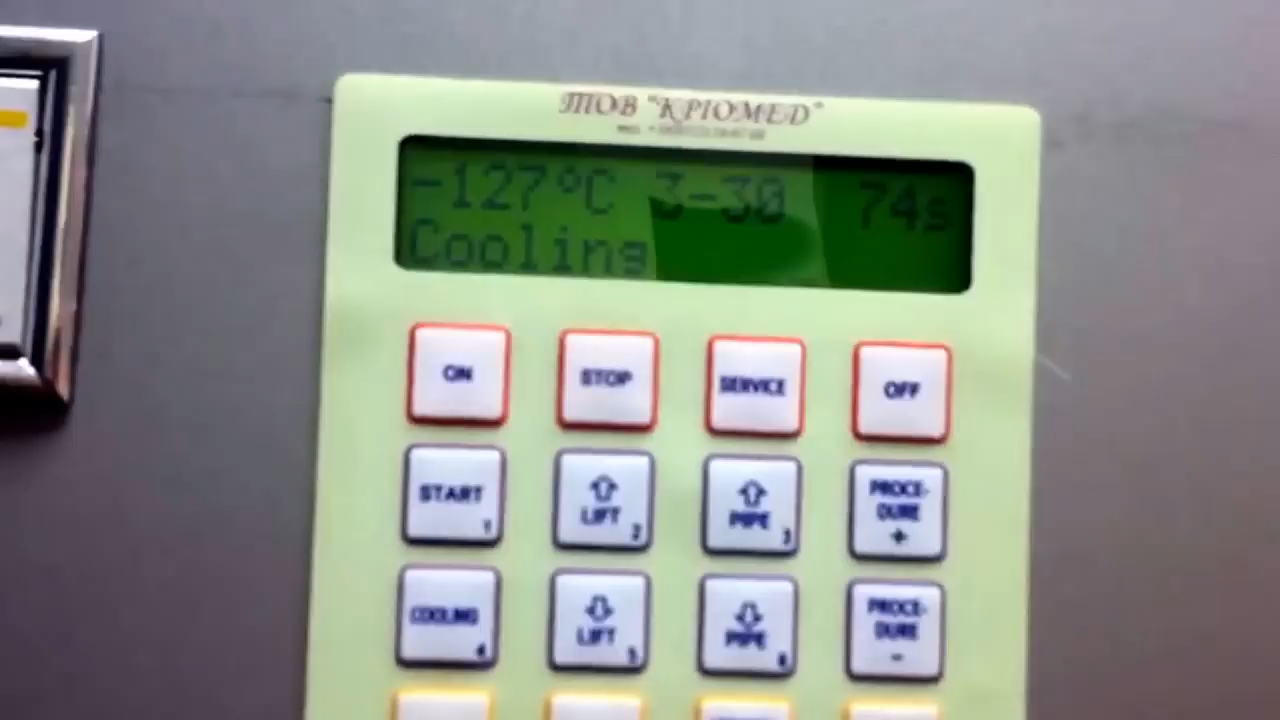 ТОВ "КРІОМЕД"
-127°C 3-30 74s
Cooling
ON STOP SERVICE OFF
START 1
LIFT 2
PIPE 3
PROCE-
DURE
+
COOLING 4
LIFT 5
PIPE 6
PROCE-
DURE
-